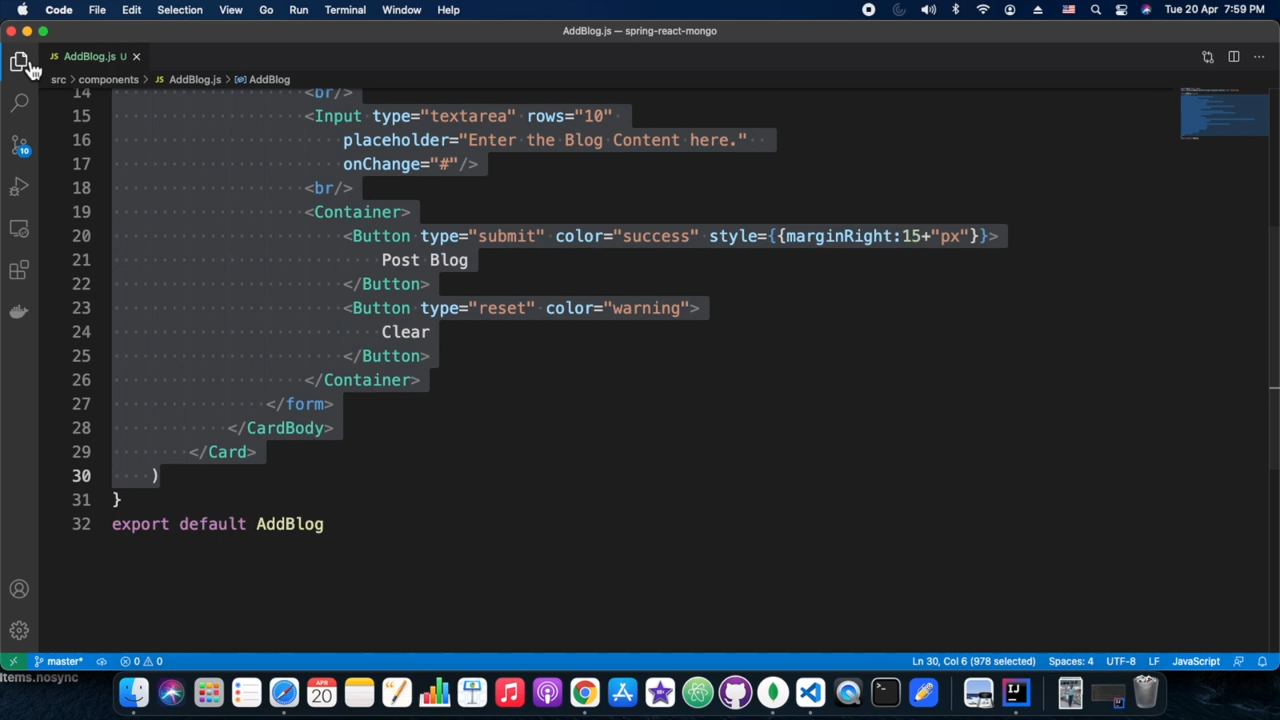 Code File Edit Selection View Go Run Terminal Window Help Tue 20 Apr 7:59 PM
AddBlog.js — spring-react-mongo
JS AddBlog.js U
src > components > JS AddBlog.js > AddBlog
14 <br/>
15 <Input type="textarea" rows="10"
16 placeholder="Enter the Blog Content here."
17 onChange="#"/>
18 <br/>
19 <Container>
20 <Button type="submit" color="success" style={{marginRight:15+"px"}}>
21 Post Blog
22 </Button>
23 <Button type="reset" color="warning">
24 Clear
25 </Button>
26 </Container>
27 </form>
28 </CardBody>
29 </Card>
30 )
31 }
32 export default AddBlog
10
master* 0 0 Ln 30, Col 6 (978 selected) Spaces: 4 UTF-8 LF JavaScript
Items.nosync
APR
20